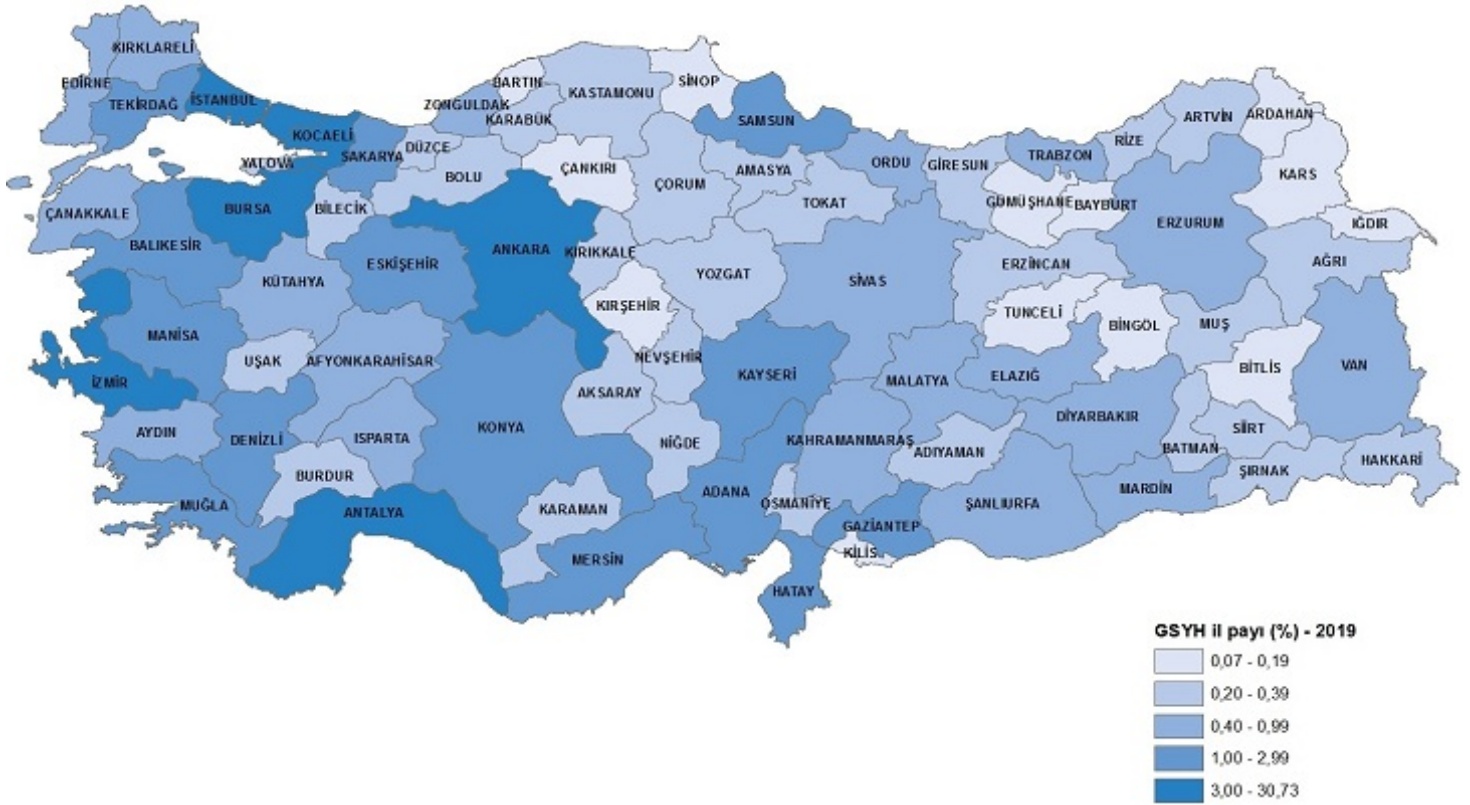 KIRKLARELİ
EDİRNE
TEKİRDAĞ
İSTANBUL
KOCAELİ
YALOVA
SAKARYA
DÜZCE
ZONGULDAK
BARTIN
KARABÜK
KASTAMONU
SİNOP
SAMSUN
BOLU
ÇANKIRI
ÇORUM
AMASYA
TOKAT
ORDU
GİRESUN
TRABZON
RİZE
ARTVİN
ARDAHAN
KARS
GÜMÜŞHANE
BAYBURT
ERZURUM
IĞDIR
AĞRI
ÇANAKKALE
BALIKESİR
BURSA
BİLECİK
ESKİŞEHİR
ANKARA
KIRIKKALE
YOZGAT
SİVAS
ERZİNCAN
KÜTAHYA
KIRŞEHİR
TUNCELİ
BİNGÖL
MUŞ
MANİSA
UŞAK
AFYONKARAHİSAR
NEVŞEHİR
KAYSERİ
MALATYA
ELAZIĞ
BİTLİS
VAN
İZMİR
AKSARAY
AYDIN
DENİZLİ
ISPARTA
KONYA
NİĞDE
KAHRAMANMARAŞ
ADIYAMAN
DİYARBAKIR
BATMAN
SİİRT
ŞIRNAK
HAKKARİ
BURDUR
MUĞLA
ANTALYA
KARAMAN
MERSİN
ADANA
OSMANİYE
GAZİANTEP
KİLİS
ŞANLIURFA
MARDİN
HATAY
GSYH il payı (%) - 2019
0,07 - 0,19
0,20 - 0,39
0,40 - 0,99
1,00 - 2,99
3,00 - 30,73